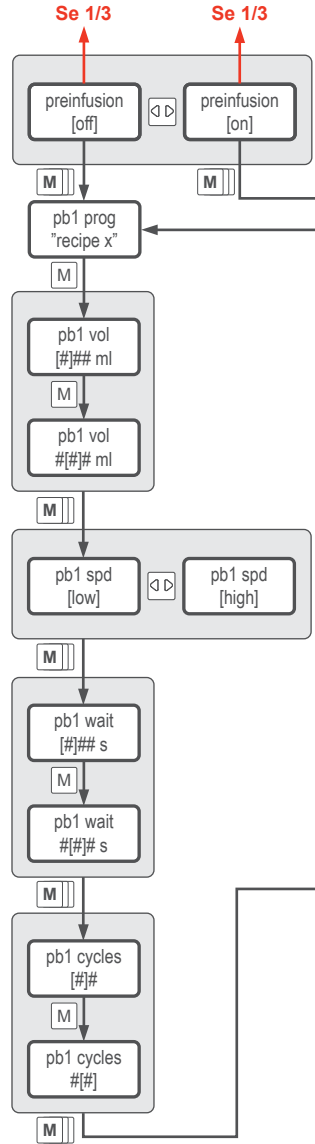 Se 1/3 Se 1/3
preinfusion preinfusion
[off] [on]
M M
pb1 prog
"recipe x"
M
pb1 vol
[#]## ml
M
pb1 vol
#[#]# ml
M
pb1 spd pb1 spd
[low] [high]
M
pb1 wait
[#]## s
M
pb1 wait
#[#]# s
M
pb1 cycles
[#]#
M
pb1 cycles
#[#]
M